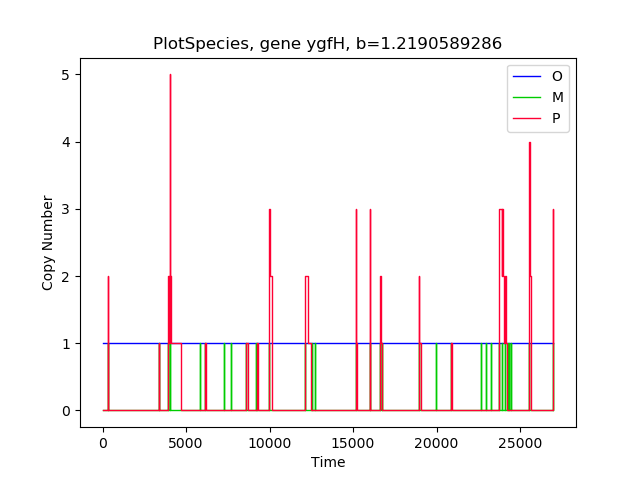 PlotSpecies, gene ygfH, b=1.2190589286
O
M
P
5
4
3
2
1
0
Copy Number
0 5000 10000 15000 20000 25000
Time